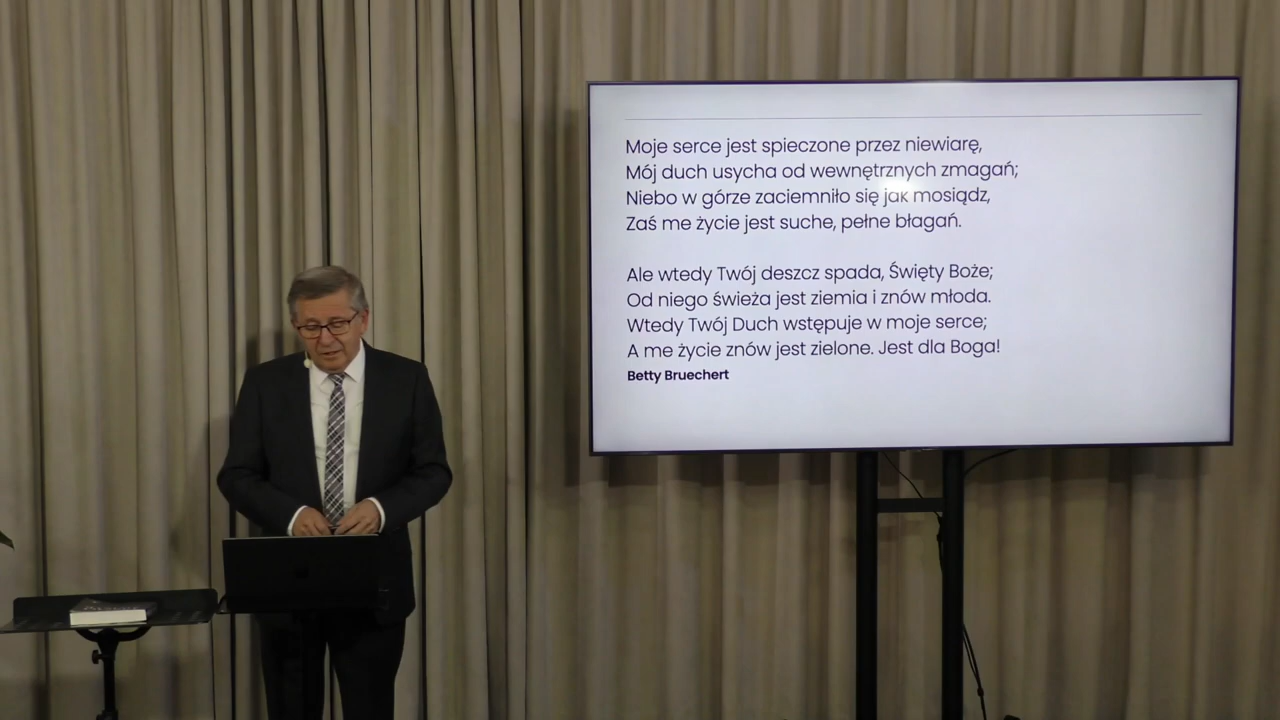 Moje serce jest spieczone przez niewiarę,
Mój duch usycha od wewnętrznych zmagań;
Niebo w górze zaciemniło się jak mosiądz,
Zaś me życie jest suche, pełne błagań.
Ale wtedy Twój deszcz spada, Święty Boże;
Od niego świeża jest ziemia i znów młoda.
Wtedy Twój Duch wstępuje w moje serce;
A me życie znów jest zielone. Jest dla Boga!
Betty Bruechert